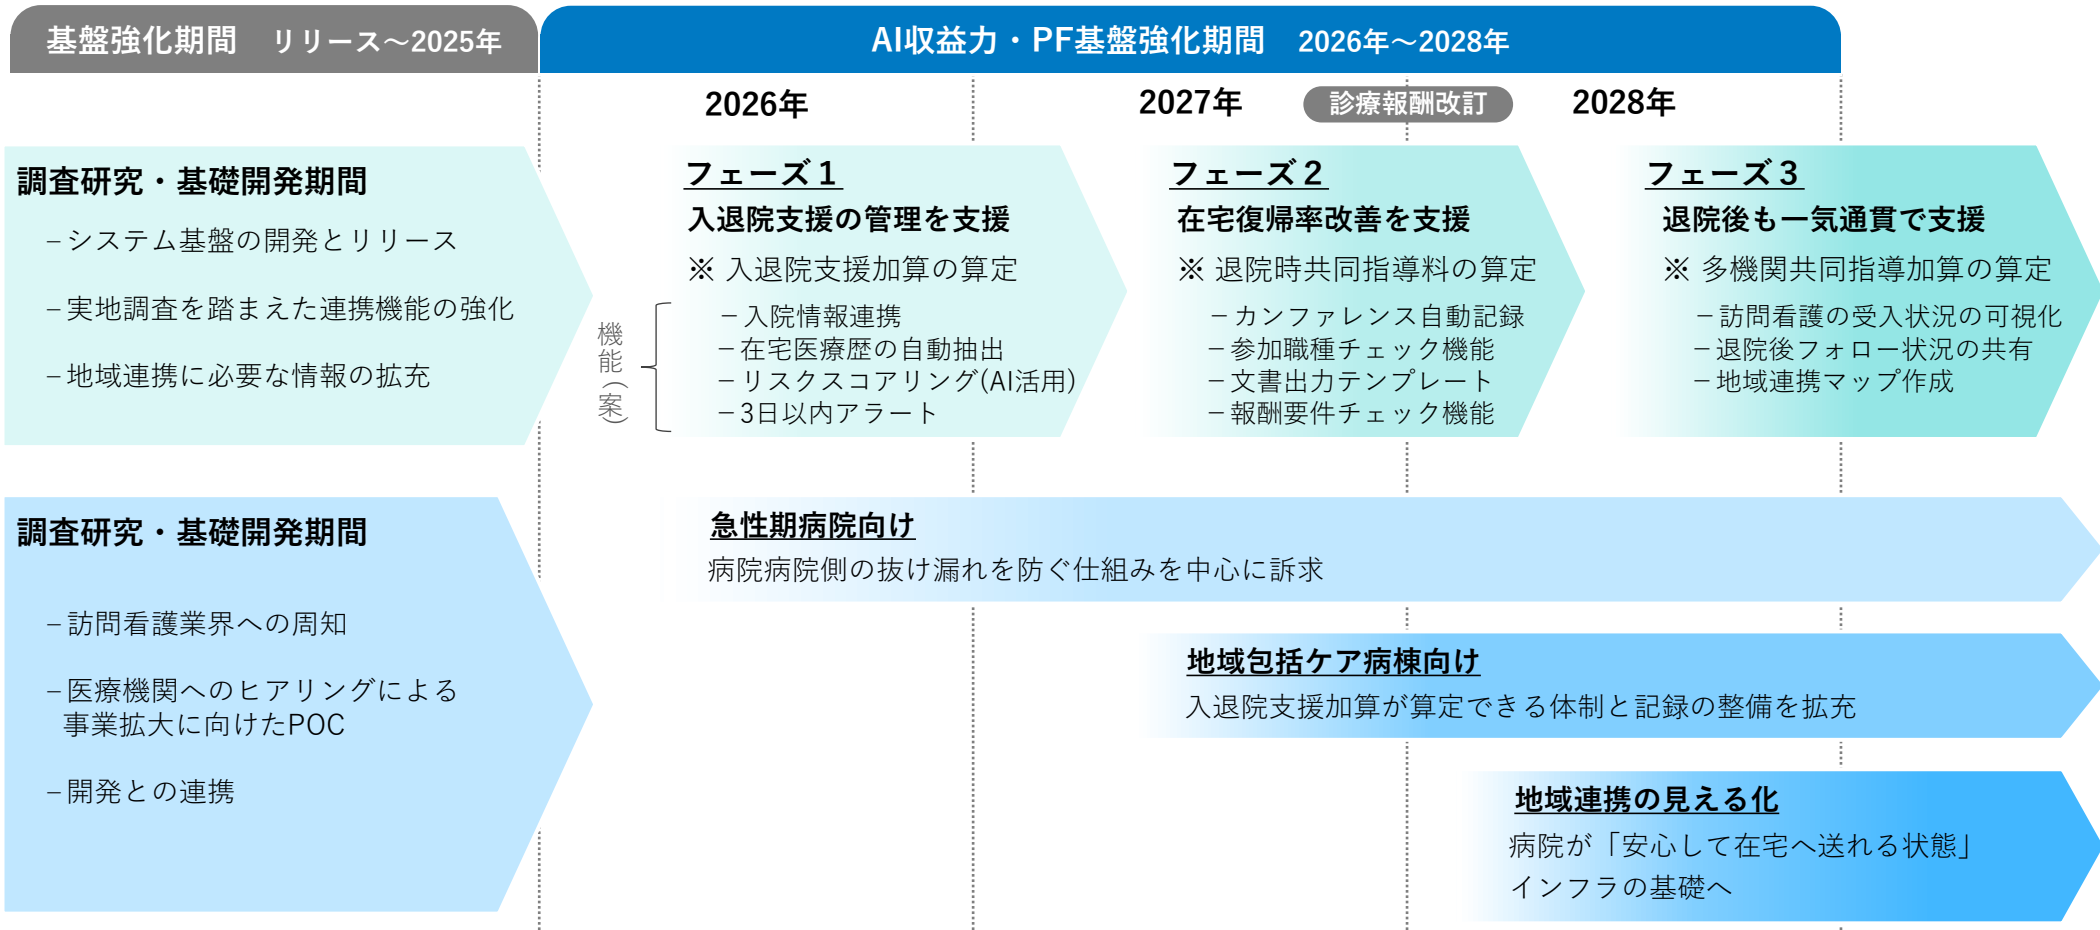 基盤強化期間　リリース～2025年
AI収益力・PF基盤強化期間　2026年～2028年
2026年
2027年
診療報酬改訂
2028年
調査研究・基礎開発期間
－システム基盤の開発とリリース
－実地調査を踏まえた連携機能の強化
－地域連携に必要な情報の拡充
機能（案）
フェーズ１
入退院支援の管理を支援
※ 入退院支援加算の算定
－入院情報連携
－在宅医療歴の自動抽出
－リスクスコアリング(AI活用)
－3日以内アラート
フェーズ２
在宅復帰率改善を支援
※ 退院時共同指導料の算定
－カンファレンス自動記録
－参加職種チェック機能
－文書出力テンプレート
－報酬要件チェック機能
フェーズ３
退院後も一気通貫で支援
※ 多機関共同指導加算の算定
－訪問看護の受入状況の可視化
－退院後フォロー状況の共有
－地域連携マップ作成
調査研究・基礎開発期間
－訪問看護業界への周知
－医療機関へのヒアリングによる
事業拡大に向けたPOC
－開発との連携
急性期病院向け
病院病院側の抜け漏れを防ぐ仕組みを中心に訴求
地域包括ケア病棟向け
入退院支援加算が算定できる体制と記録の整備を拡充
地域連携の見える化
病院が「安心して在宅へ送れる状態」
インフラの基礎へ